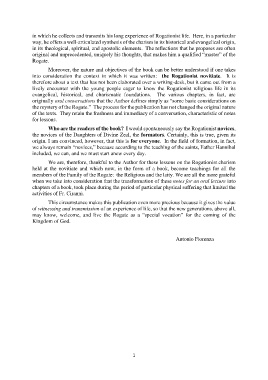 in which he collects and transmits his long experience of Rogationist life. Here, in a particular
way, he offers a well-articulated synthesis of the charism in its historical and evangelical origin,
in its theological, spiritual, and apostolic elements. The reflections that he proposes are often
original and unprecedented, uniquely his thoughts, that makes him a qualified "master" of the
Rogate.
Moreover, the nature and objectives of the book can be better understood if one takes
into consideration the context in which it was written: the Rogationist novitiate. It is
therefore about a text that has not been elaborated over a writing-desk, but it came out from a
lively encounter with the young people eager to know the Rogationist religious life in its
evangelical, historical, and charismatic foundations. The various chapters, in fact, are
originally oral conversations that the Author defines simply as "some basic considerations on
the mystery of the Rogate." The process for the publication has not changed the original nature
of the texts. They retain the freshness and immediacy of a conversation, characteristic of notes
for lessons.
Who are the readers of the book? I would spontaneously say the Rogationist novices,
the novices of the Daughters of Divine Zeal, the formators. Certainly, this is true, given its
origin. I am convinced, however, that this is for everyone. In the field of formation, in fact,
we always remain "novices," because according to the teaching of the saints, Father Hannibal
included, we can, and we must start anew every day.
We are, therefore, thankful to the Author for these lessons on the Rogationist charism
held at the novitiate and which now, in the form of a book, become teachings for all the
members of the Family of the Rogate: the Religious and the laity. We are all the more grateful
when we take into consideration that the transformation of these notes for an oral lesson into
chapters of a book, took place during the period of particular physical suffering that limited the
activities of Fr. Ciranni.
This circumstance makes this publication even more precious because it gives the value
of witnessing and transmission of an experience of life, so that the new generations, above all,
may know, welcome, and live the Rogate as a "special vocation" for the coming of the
Kingdom of God.
Antonio Fiorenza